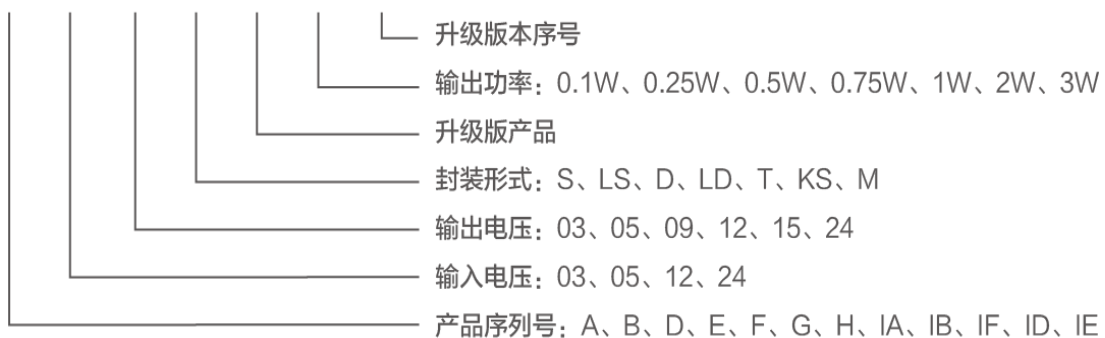 升级版本序号
输出功率：0.1W、0.25W、0.5W、0.75W、1W、2W、3W
升级版产品
封装形式：S、LS、D、LD、T、KS、M
输出电压：03、05、09、12、15、24
输入电压：03、05、12、24
产品序列号：A、B、D、E、F、G、H、IA、IB、IF、ID、IE